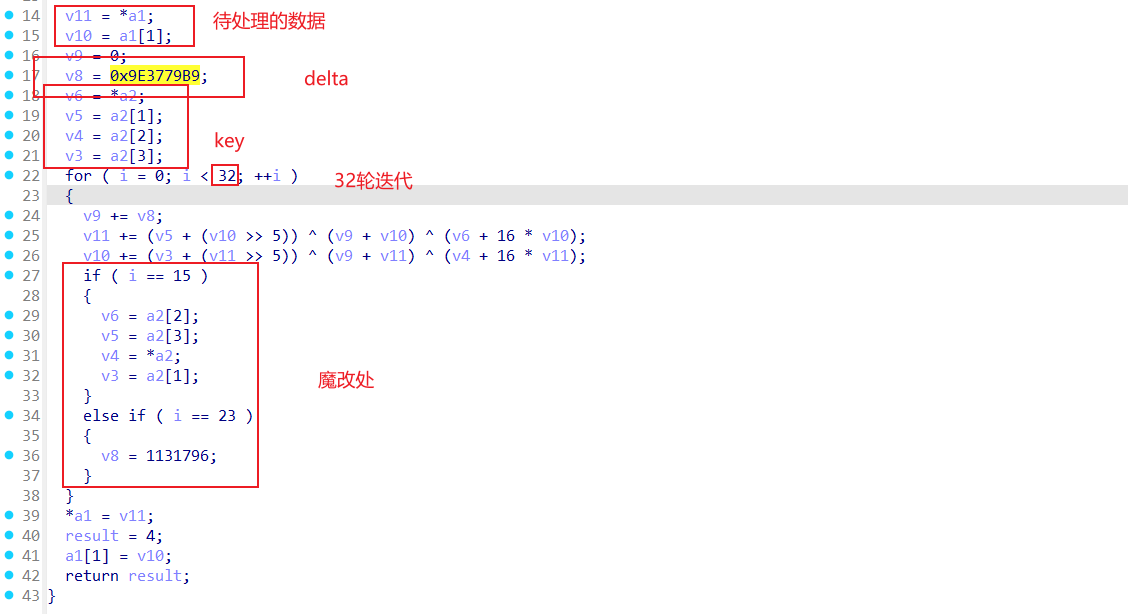 14 v11 = *a1;
待处理的数据
15 v10 = a1[1];
16 v9 = 0;
17 v8 = 0x9E3779B9;
delta
18 v6 = *a2;
19 v5 = a2[1];
20 v4 = a2[2];
key
21 v3 = a2[3];
22 for ( i = 0; i < 32; ++i )
32轮迭代
23 {
24 v9 += v8;
25 v11 += (v5 + (v10 >> 5)) ^ (v9 + v10) ^ (v6 + 16 * v10);
26 v10 += (v3 + (v11 >> 5)) ^ (v9 + v11) ^ (v4 + 16 * v11);
27 if ( i == 15 )
28 {
29 v6 = a2[2];
30 v5 = a2[3];
31 v4 = *a2;
魔改处
32 v3 = a2[1];
33 }
34 else if ( i == 23 )
35 {
36 v8 = 1131796;
37 }
38 }
39 *a1 = v11;
40 result = 4;
41 a1[1] = v10;
42 return result;
43 }